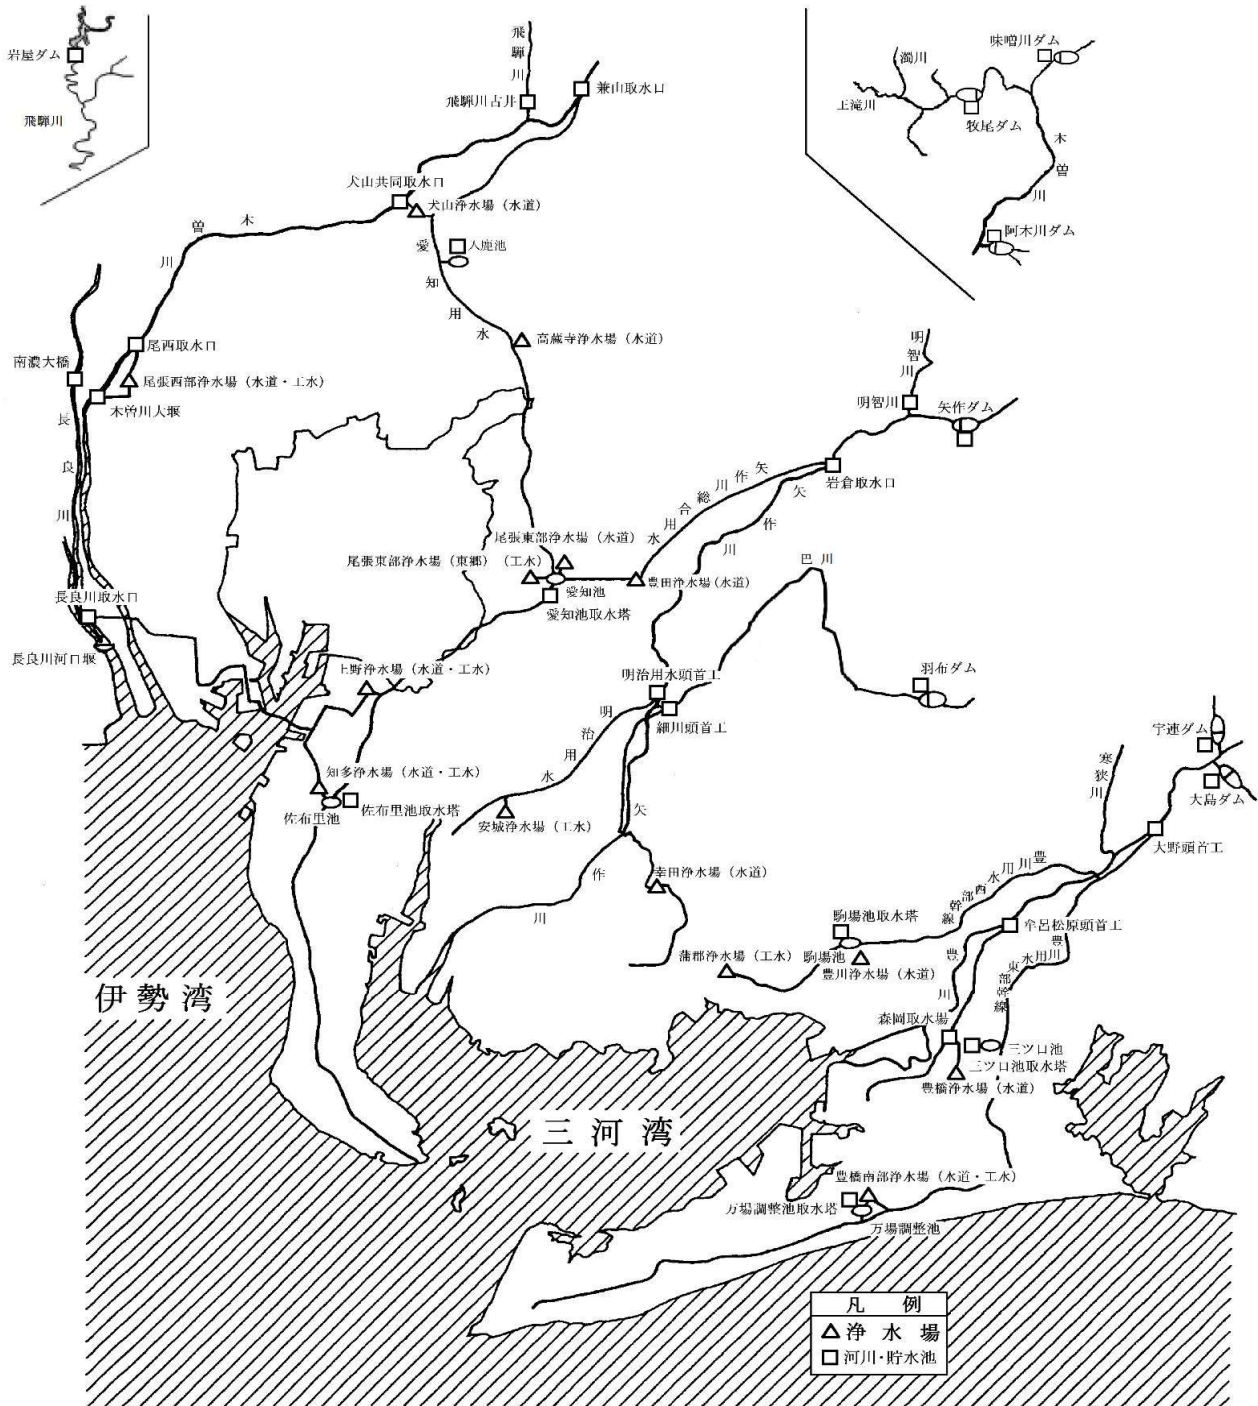 岩屋ダム
飛騨川
飛騨川
飛騨川古井
兼山取水口
味噌川ダム
濁川
王滝川
牧尾ダム
木曽川
阿木川ダム
犬山共同取水口
犬山浄水場（水道）
木曽川
入鹿池
愛知用水
高蔵寺浄水場（水道）
尾西取水口
南濃大橋
尾張西部浄水場（水道・工水）
木曽川大堰
長良川
明智川
明智川
矢作ダム
岩倉取水口
矢作川総合用水
矢作川
尾張東部浄水場（水道）
尾張東部浄水場（東郷）（工水）
愛知池
愛知池取水塔
豊田浄水場（水道）
巴川
長良川取水口
長良川河口堰
上野浄水場（水道・工水）
明治用水頭首工
細川頭首工
羽布ダム
明治用水
宇連ダム
寒狭川
大島ダム
知多浄水場（水道・工水）
佐布里池
佐布里池取水塔
安城浄水場（工水）
矢作川
大野頭首工
幸田浄水場（水道）
豊川用水西部幹線
駒場池取水塔
牟呂松原頭首工
蒲郡浄水場（工水）
駒場池
豊川浄水場（水道）
豊川
豊川用水東部幹線
伊勢湾
森岡取水場
三ツ口池
三ツ口池取水塔
豊橋浄水場（水道）
三河湾
豊橋南部浄水場（水道・工水）
万場調整池取水塔
万場調整池
凡例
浄水場
河川・貯水池